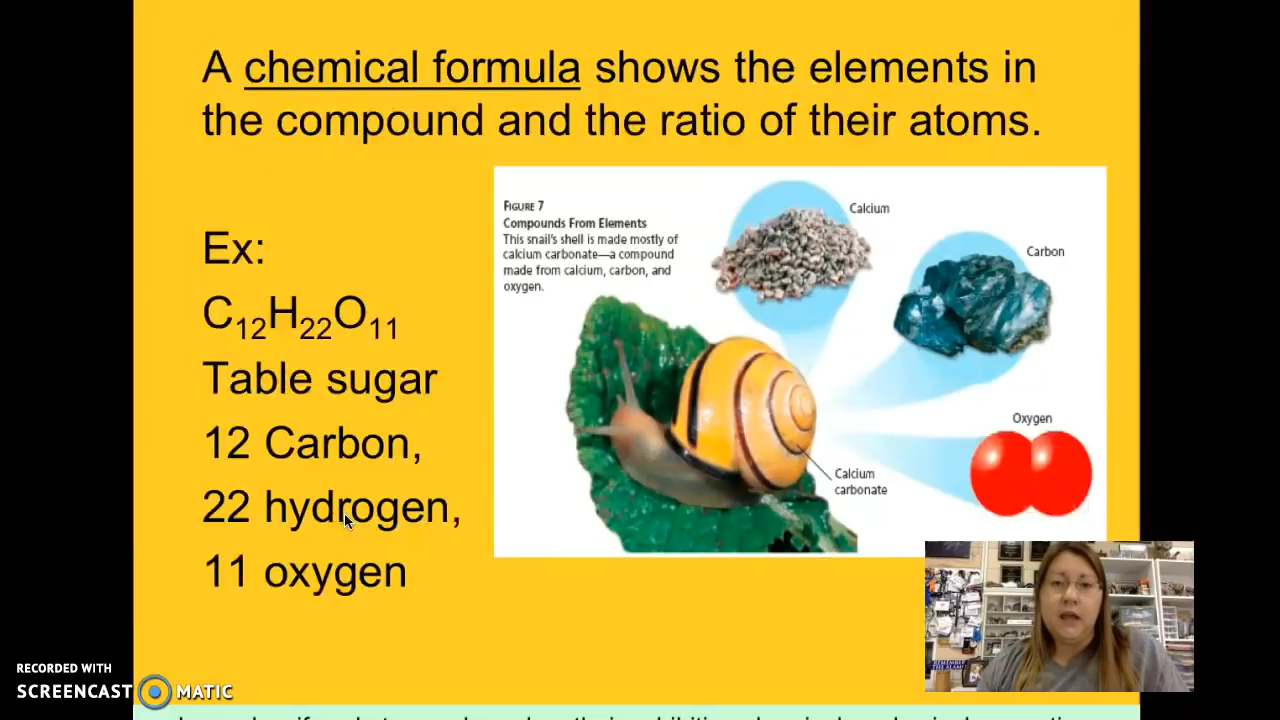 A chemical formula shows the elements in
the compound and the ratio of their atoms.
Ex:
C₁₂H₂₂O₁₁
Table sugar
12 Carbon,
22 hydrogen,
11 oxygen
FIGURE 7
Compounds From Elements
This snail's shell is made mostly of
calcium carbonate—a compound
made from calcium, carbon, and
oxygen.
Calcium
Carbon
Oxygen
Calcium
carbonate
RECORDED WITH
SCREENCAST MATIC